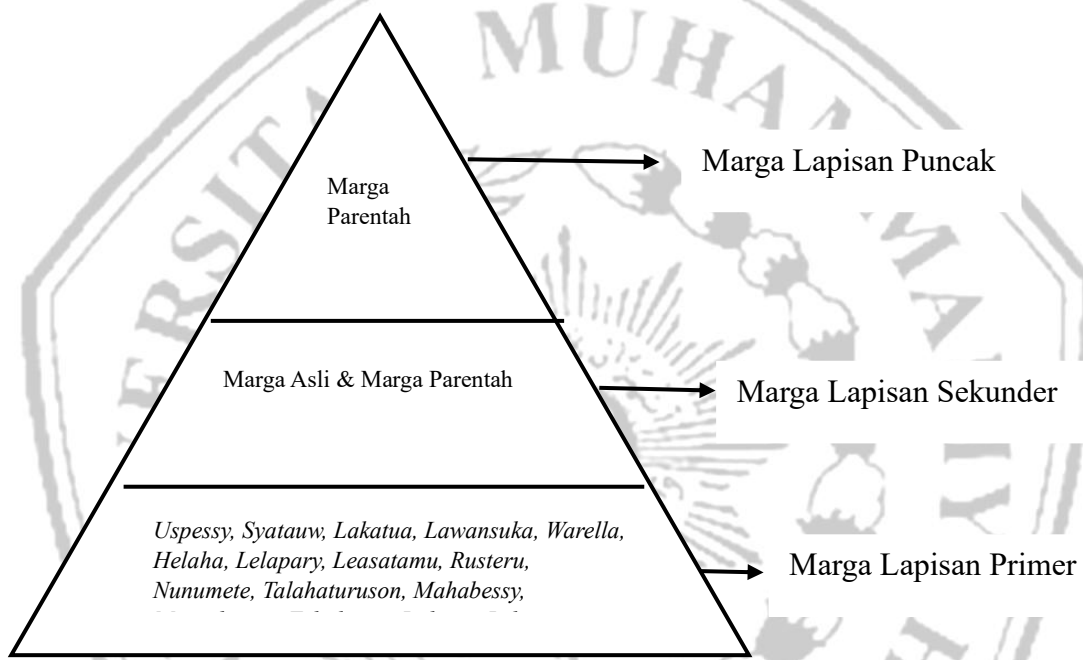 MUHAM
Marga
Parentah
Marga Lapisan Puncak
Marga Asli & Marga Parentah
Marga Lapisan Sekunder
Uspessy, Syatauw, Lakatua, Lawansuka, Warella,
Helaha, Lelapary, Leasatamu, Rusteru,
Nunumete, Talahaturuson, Mahabessy,
Marga Lapisan Primer